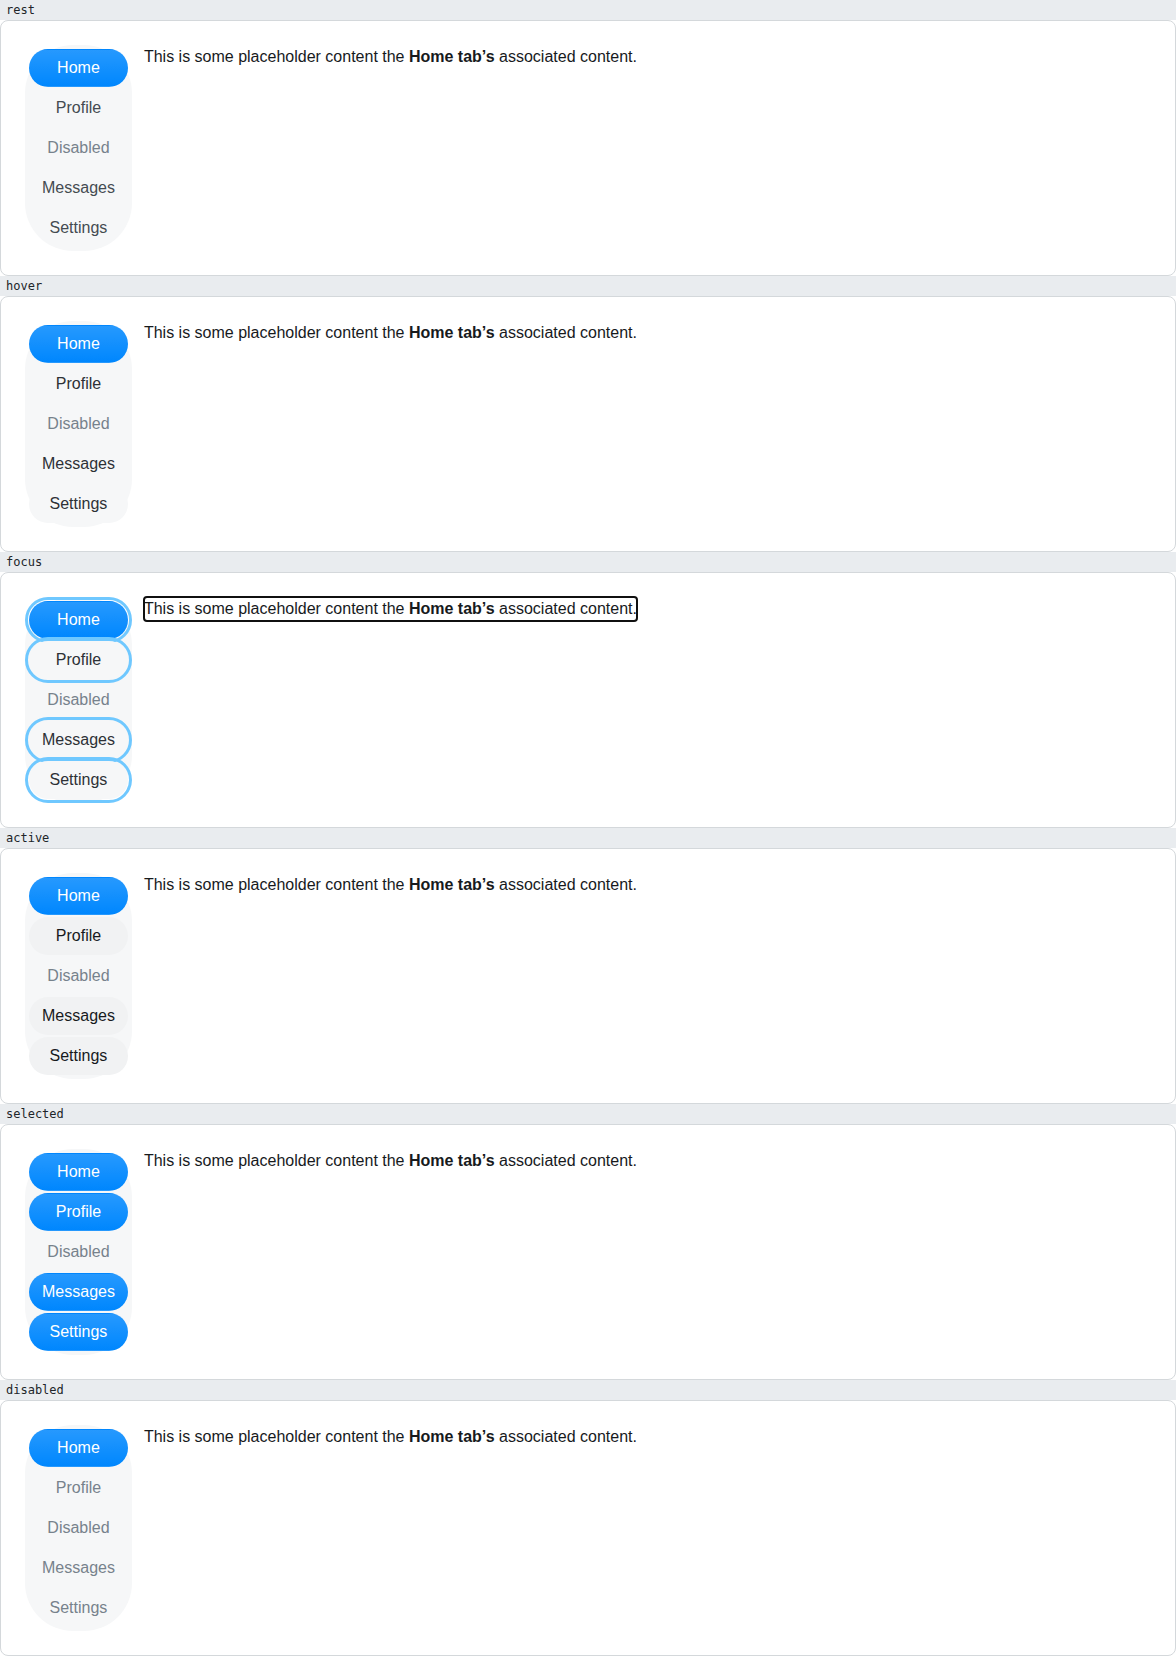 rest
Home
This is some placeholder content the Home tab’s associated content.
Profile
Disabled
Messages
Settings
hover
Home
This is some placeholder content the Home tab’s associated content.
Profile
Disabled
Messages
Settings
focus
Home
This is some placeholder content the Home tab’s associated content.
Profile
Disabled
Messages
Settings
active
Home
This is some placeholder content the Home tab’s associated content.
Profile
Disabled
Messages
Settings
selected
Home
This is some placeholder content the Home tab’s associated content.
Profile
Disabled
Messages
Settings
disabled
Home
This is some placeholder content the Home tab’s associated content.
Profile
Disabled
Messages
Settings